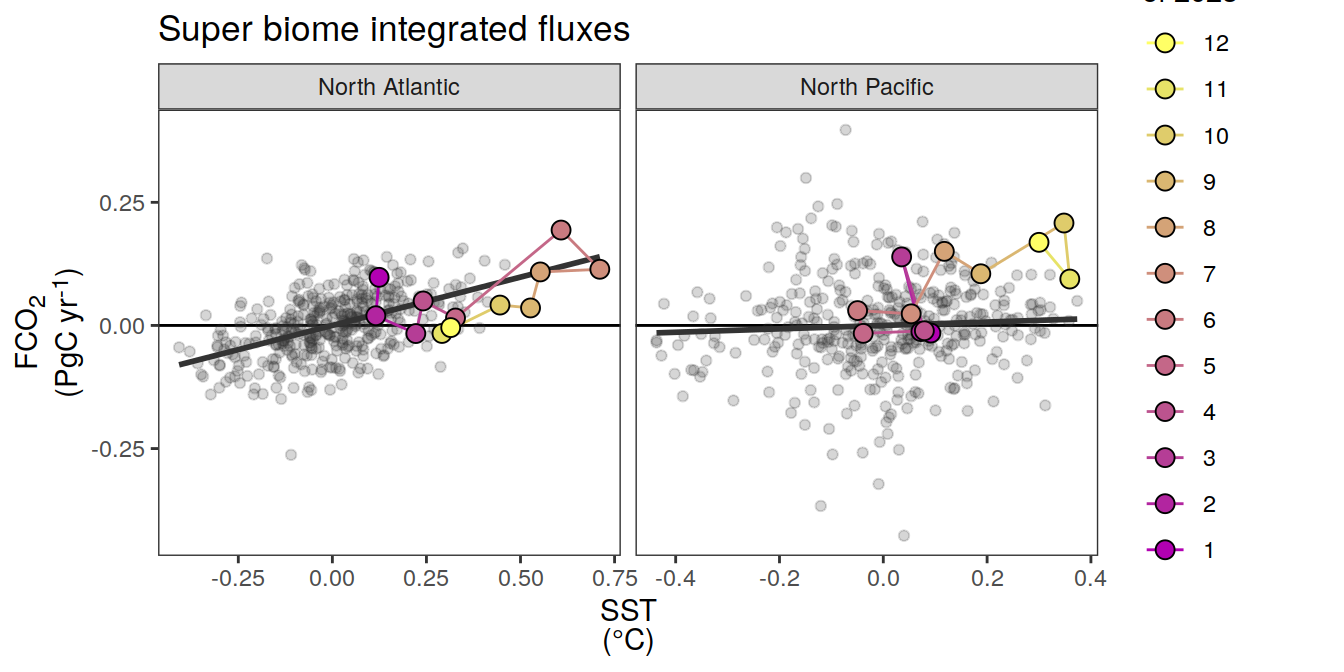 Super biome integrated fluxes
North Atlantic
North Pacific
0.25
0.00
-0.25
FCO₂
(PgC yr⁻¹)
-0.25 0.00 0.25 0.50 0.75
-0.4 -0.2 0.0 0.2 0.4
SST
(°C)
12
11
10
9
8
7
6
5
4
3
2
1